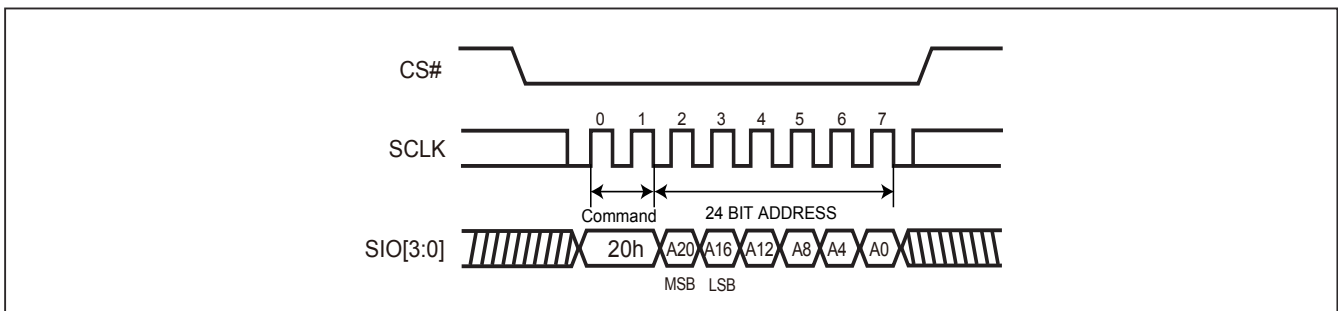 CS#
0 1 2 3 4 5 6 7
SCLK
Command 24 BIT ADDRESS
SIO[3:0] 20h A20 A16 A12 A8 A4 A0
MSB LSB